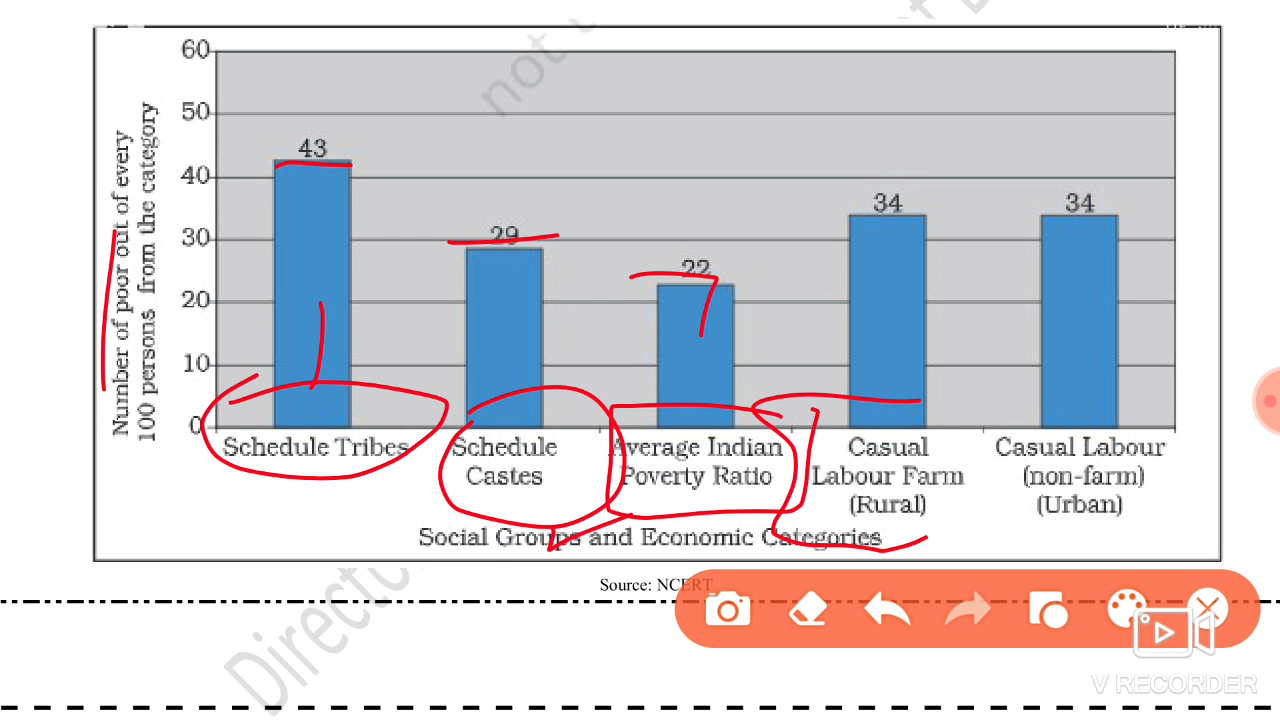 not
of
60
50
40
30
20
10
0
Number of poor out of every
100 persons from the category
43
29
22
34
34
Schedule Tribes
Schedule
Castes
Average Indian
Poverty Ratio
Casual
Labour Farm
(Rural)
Casual Labour
(non-farm)
(Urban)
Social Groups and Economic Categories
Source: NCERT
V RECORDER